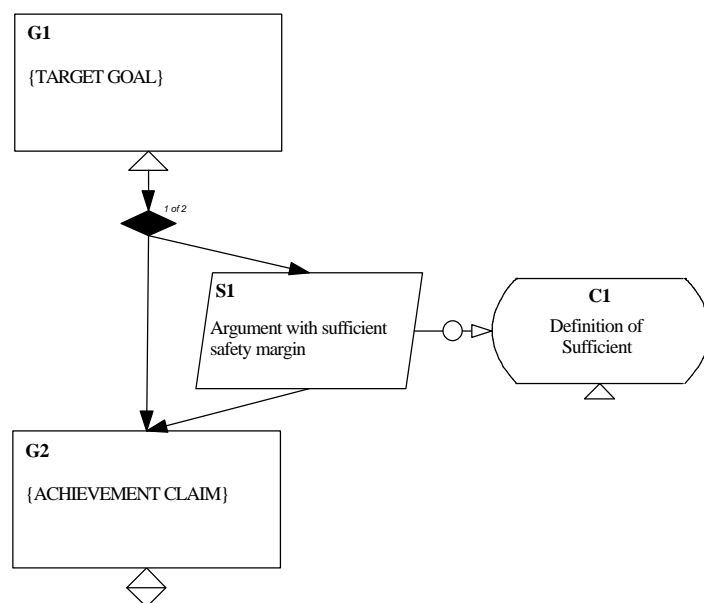 G1
{TARGET GOAL}
1 of 2
S1
Argument with sufficient
safety margin
C1
Definition of
Sufficient
G2
{ACHIEVEMENT CLAIM}